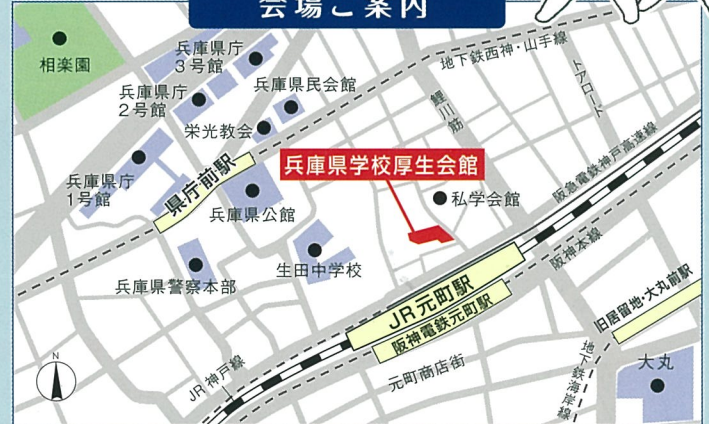 会場ご案内
相楽園
兵庫県庁
3号館
兵庫県庁
2号館
兵庫県民会館
栄光教会
兵庫県庁
1号館
県庁前駅
兵庫県公館
兵庫県警察本部
生田中学校
兵庫県学校厚生会館
私学会館
地下鉄西神・山手線
鯉川筋
トアロード
阪急電鉄神戸高速線
阪神本線
JR元町駅
阪神電鉄元町駅
旧居留地・大丸前駅
大丸
地下鉄海岸線
元町商店街
JR神戸線
N